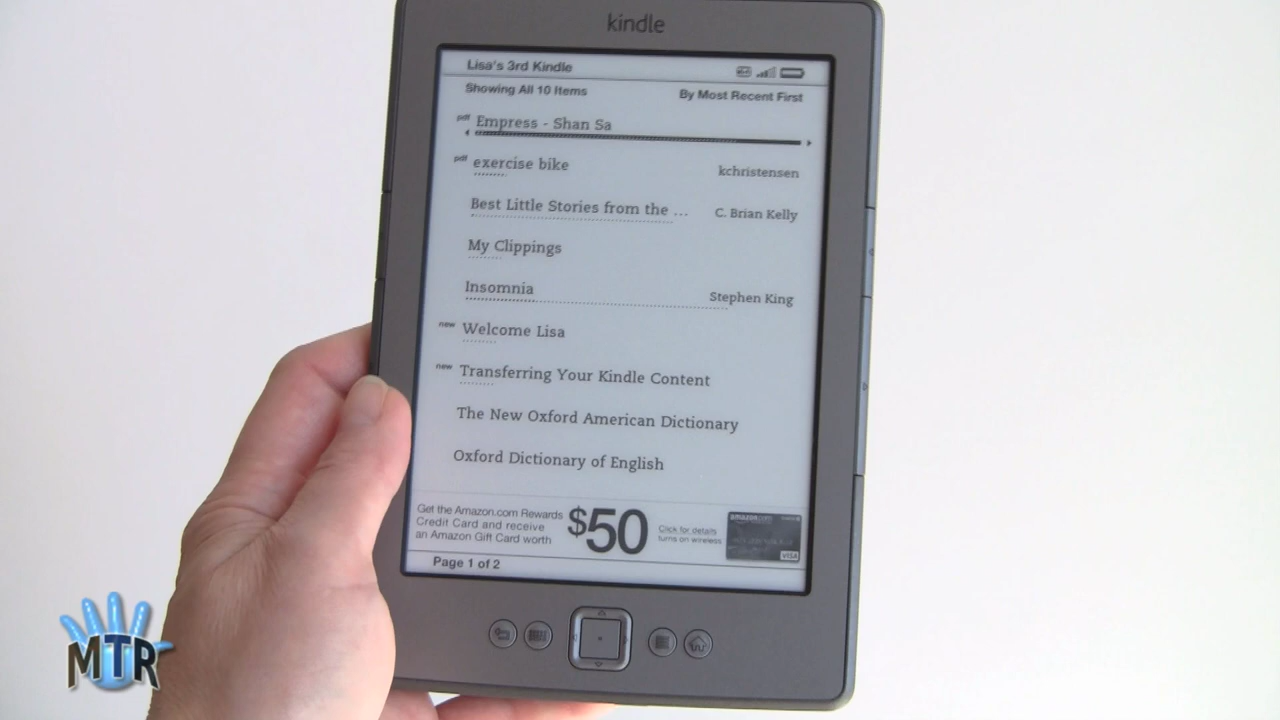 kindle
Lisa's 3rd Kindle
Showing All 10 Items By Most Recent First
pdf Empress - Shan Sa
pdf exercise bike kchristensen
Best Little Stories from the ... C. Brian Kelly
My Clippings
Insomnia Stephen King
new Welcome Lisa
new Transferring Your Kindle Content
The New Oxford American Dictionary
Oxford Dictionary of English
Get the Amazon.com Rewards
Credit Card and receive
an Amazon Gift Card worth
$50
Click for details
turns on wireless
amazon.com
VISA
Page 1 of 2
MTR